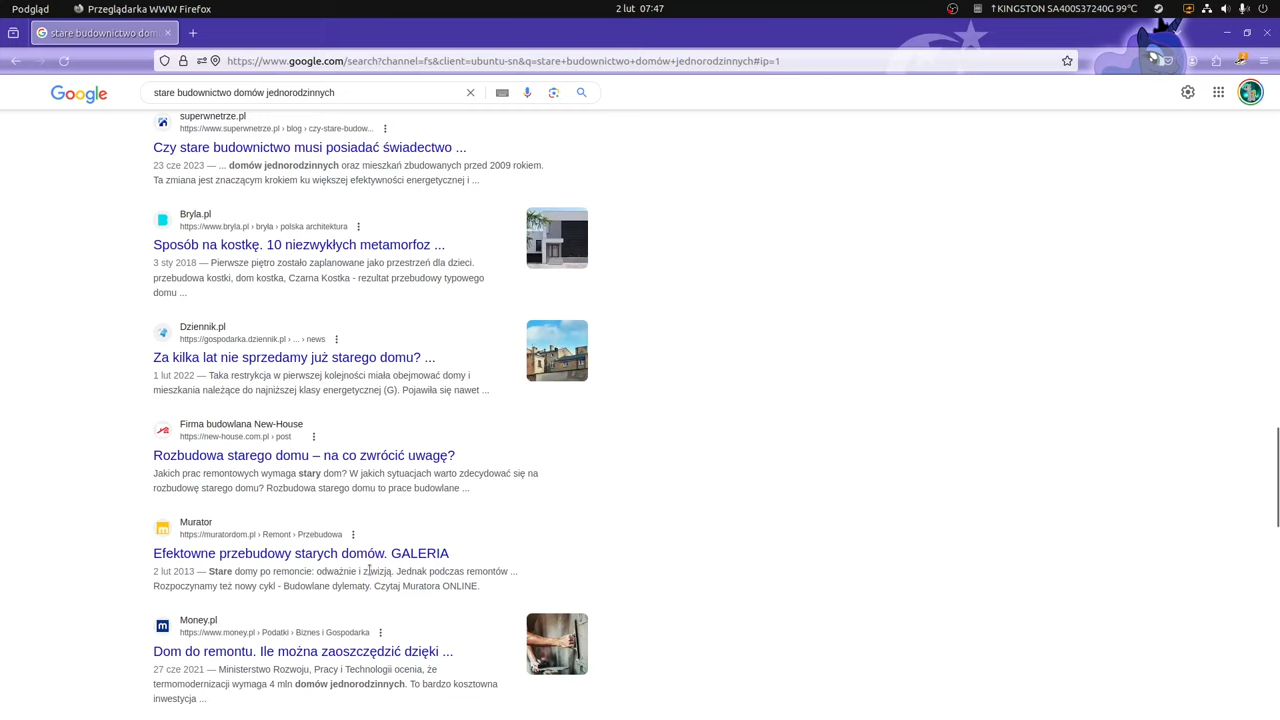 Podgląd
Przeglądarka WWW Firefox
2 lut 07:47
KINGSTON SA400S37240G 99°C
stare budownictwo dom
https://www.google.com/search?channel=fs&client=ubuntu-sn&q=stare+budownictwo+domów+jednorodzinnych#ip=1
Google
stare budownictwo domów jednorodzinnych
superwnetrze.pl
https://www.superwnetrze.pl › blog › czy-stare-budow...
Czy stare budownictwo musi posiadać świadectwo ...
23 cze 2023 — ... domów jednorodzinnych oraz mieszkań zbudowanych przed 2009 rokiem.
Ta zmiana jest znaczącym krokiem ku większej efektywności energetycznej i ...
Bryla.pl
https://www.bryla.pl › bryła › polska architektura
Sposób na kostkę. 10 niezwykłych metamorfoz ...
3 sty 2018 — Pierwsze piętro zostało zaplanowane jako przestrzeń dla dzieci.
przebudowa kostki, dom kostka, Czarna Kostka - rezultat przebudowy typowego
domu ...
Dziennik.pl
https://gospodarka.dziennik.pl › ... › news
Za kilka lat nie sprzedamy już starego domu? ...
1 lut 2022 — Taka restrykcja w pierwszej kolejności miała obejmować domy i
mieszkania należące do najniższej klasy energetycznej (G). Pojawiła się nawet ...
Firma budowlana New-House
https://new-house.com.pl › post
Rozbudowa starego domu – na co zwrócić uwagę?
Jakich prac remontowych wymaga stary dom? W jakich sytuacjach warto zdecydować się na
rozbudowę starego domu? Rozbudowa starego domu to prace budowlane ...
Murator
https://muratordom.pl › Remont › Przebudowa
Efektowne przebudowy starych domów. GALERIA
2 lut 2013 — Stare domy po remoncie: odważnie i z wizją. Jednak podczas remontów ...
Rozpoczynamy też nowy cykl - Budowlane dylematy. Czytaj Muratora ONLINE.
Money.pl
https://www.money.pl › Podatki › Biznes i Gospodarka
Dom do remontu. Ile można zaoszczędzić dzięki ...
27 cze 2021 — Ministerstwo Rozwoju, Pracy i Technologii ocenia, że
termomodernizacji wymaga 4 mln domów jednorodzinnych. To bardzo kosztowna
inwestycja ...